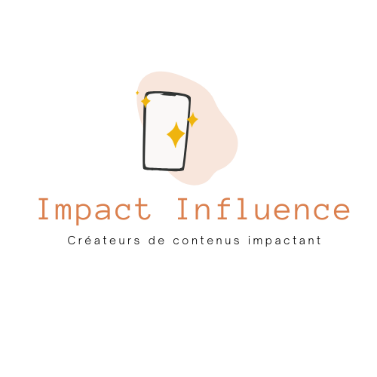 Impact Influence
Créateurs de contenus impactant